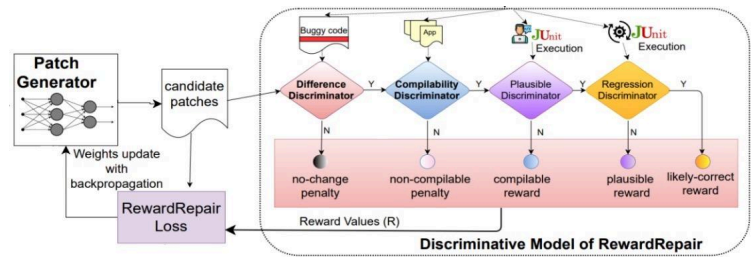 Patch
Generator
candidate
patches
Weights update
with
backpropagation
RewardRepair
Loss
Reward Values (R)
Buggy code
App
JUnit
Execution
JUnit
Execution
Difference
Discriminator
Y
Compilability
Discriminator
Y
Plausible
Discriminator
Y
Regression
Discriminator
Y
N
N
N
N
no-change
penalty
non-compilable
penalty
compilable
reward
plausible
reward
likely-correct
reward
Discriminative Model of RewardRepair